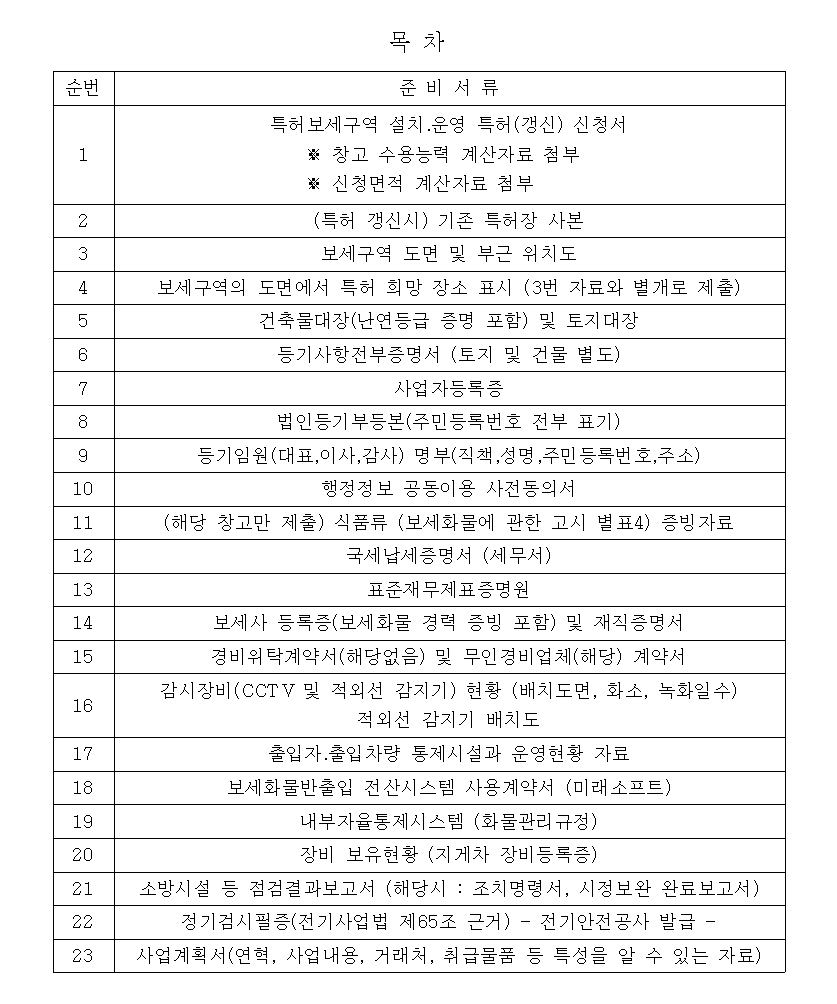 목 차
순번 준 비 서 류
1 특허보세구역 설치.운영 특허(갱신) 신청서
※ 창고 수용능력 계산자료 첨부
※ 신청면적 계산자료 첨부
2 (특허 갱신시) 기존 특허장 사본
3 보세구역 도면 및 부근 위치도
4 보세구역의 도면에서 특허 희망 장소 표시 (3번 자료와 별개로 제출)
5 건축물대장(난연등급 증명 포함) 및 토지대장
6 등기사항전부증명서 (토지 및 건물 별도)
7 사업자등록증
8 법인등기부등본(주민등록번호 전부 표기)
9 등기임원(대표,이사,감사) 명부(직책,성명,주민등록번호,주소)
10 행정정보 공동이용 사전동의서
11 (해당 창고만 제출) 식품류 (보세화물에 관한 고시 별표4) 증빙자료
12 국세납세증명서 (세무서)
13 표준재무제표증명원
14 보세사 등록증(보세화물 경력 증빙 포함) 및 재직증명서
15 경비위탁계약서(해당없음) 및 무인경비업체(해당) 계약서
16 감시장비(CCTV 및 적외선 감지기) 현황 (배치도면, 화소, 녹화일수)
적외선 감지기 배치도
17 출입자.출입차량 통제시설과 운영현황 자료
18 보세화물반출입 전산시스템 사용계약서 (미래소프트)
19 내부자율통제시스템 (화물관리규정)
20 장비 보유현황 (지게차 장비등록증)
21 소방시설 등 점검결과보고서 (해당시 : 조치명령서, 시정보완 완료보고서)
22 정기검시필증(전기사업법 제65조 근거) - 전기안전공사 발급 -
23 사업계획서(연혁, 사업내용, 거래처, 취급물품 등 특성을 알 수 있는 자료)